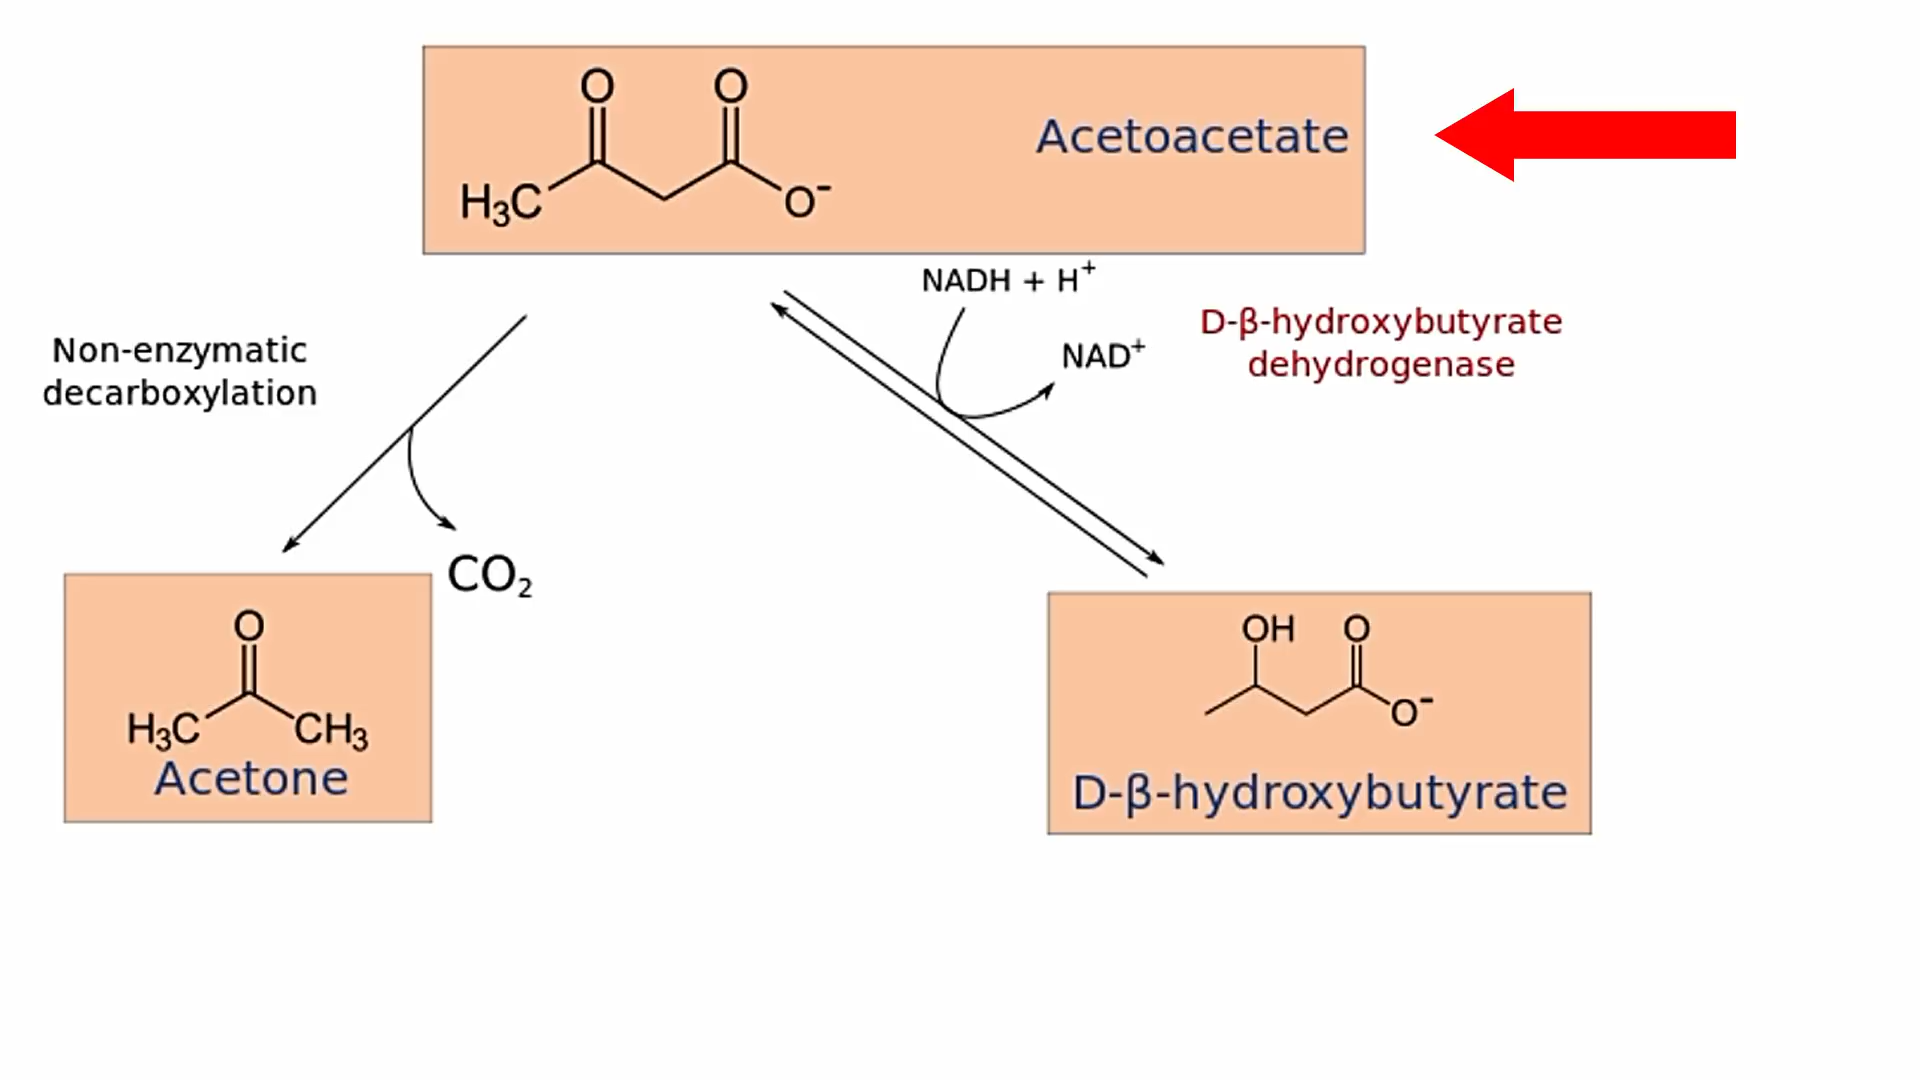 O O
H₃C O⁻
Acetoacetate
NADH + H⁺
NAD⁺
D-β-hydroxybutyrate
dehydrogenase
Non-enzymatic
decarboxylation
CO₂
O
H₃C CH₃
Acetone
OH O
O⁻
D-β-hydroxybutyrate